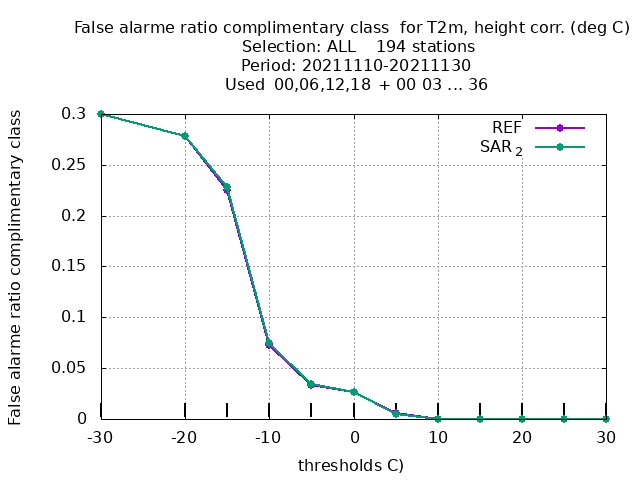 False alarme ratio complimentary class  for T2m, height corr. (deg C)
Selection: ALL    194 stations
Period: 20211110-20211130
Used  00,06,12,18  + 00 03 ... 36
False alarme ratio complimentary class
0.3
0.25
0.2
0.15
0.1
0.05
0
REF
SAR 2
-30
-20
-10
0
10
20
30
thresholds C)